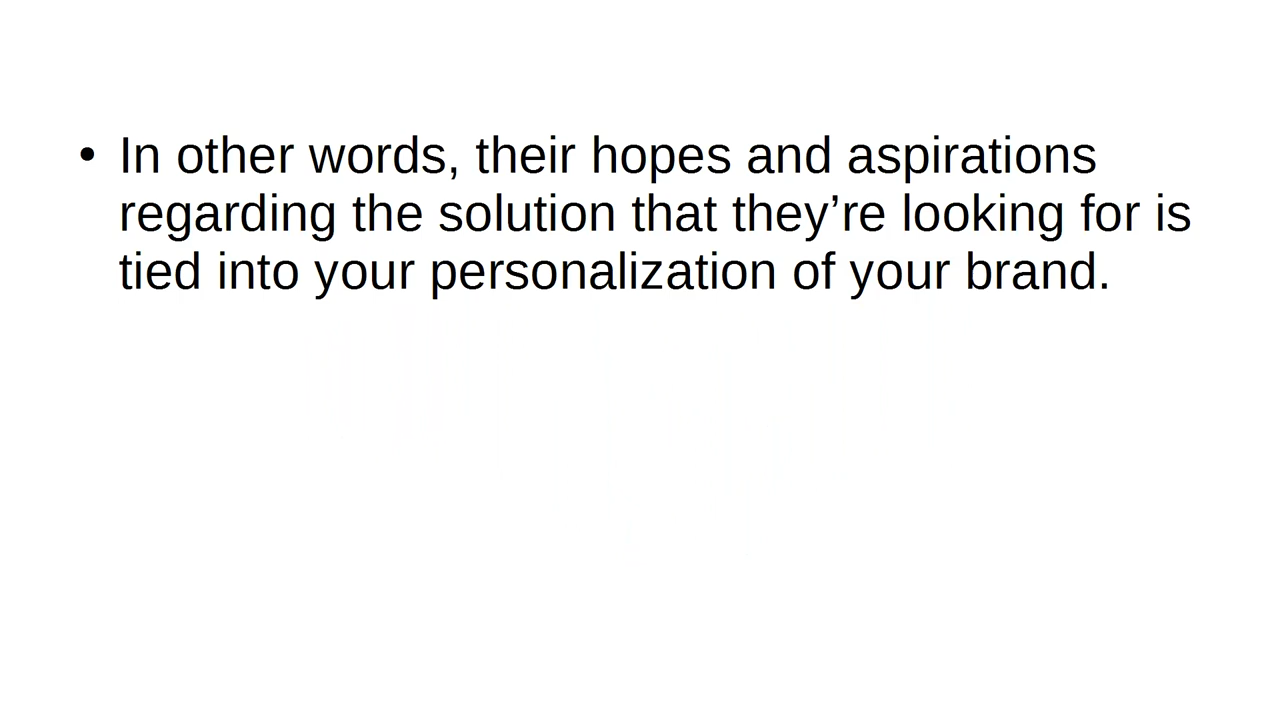 • In other words, their hopes and aspirations
regarding the solution that they’re looking for is
tied into your personalization of your brand.